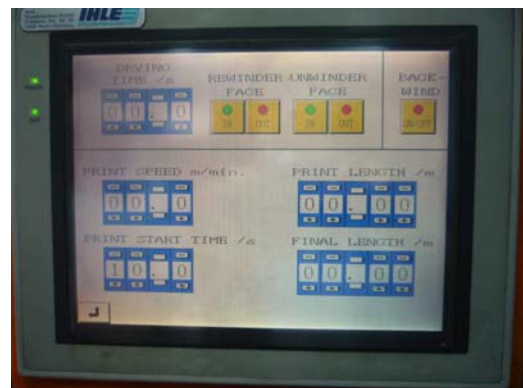 IHLE
DRYING
TIME /s
REWINDER
FACE
UNWINDER
FACE
BACK-
WIND
00.0
IN
OUT
IN
OUT
ON/OFF
PRINT SPEED m/min.
PRINT LENGTH /m
00.0
00.00
PRINT START TIME /s
FINAL LENGTH /m
10.0
00.00